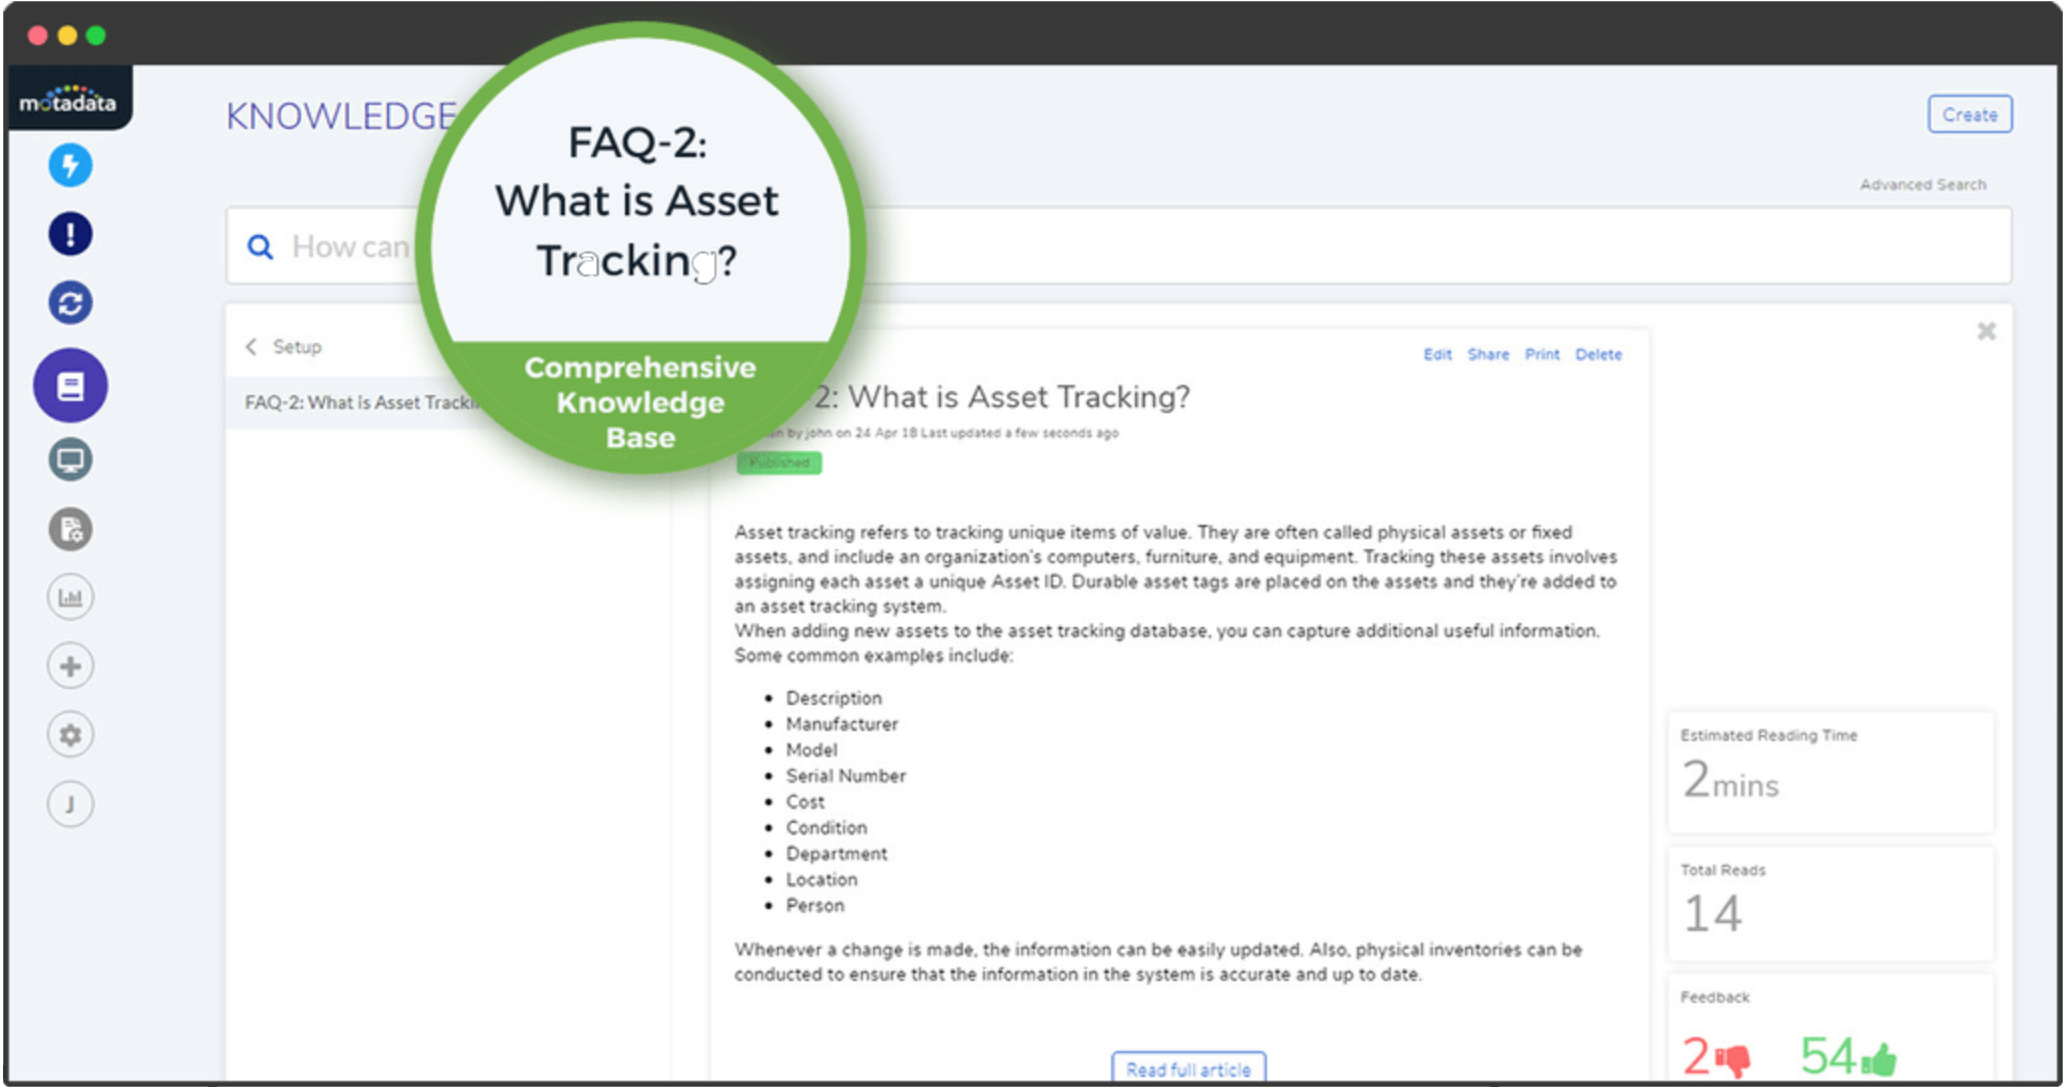 motadata
KNOWLEDGE
Create
FAQ-2:
What is Asset
Tracking?
Comprehensive
Knowledge
Base
Advanced Search
How can
Setup
FAQ-2: What is Asset
Edit Share Print Delete
2: What is Asset Tracking?
by john on 24 Apr 18 Last updated a few seconds ago
Published
Asset tracking refers to tracking unique items of value. They are often called physical assets or fixed
assets, and include an organization's computers, furniture, and equipment. Tracking these assets involves
assigning each asset a unique Asset ID. Durable asset tags are placed on the assets and they're added to
an asset tracking system.
When adding new assets to the asset tracking database, you can capture additional useful information.
Some common examples include:
• Description
• Manufacturer
• Model
• Serial Number
• Cost
• Condition
• Department
• Location
• Person
Whenever a change is made, the information can be easily updated. Also, physical inventories can be
conducted to ensure that the information in the system is accurate and up to date.
Read full article
Estimated Reading Time
2mins
Total Reads
14
Feedback
2 54
J